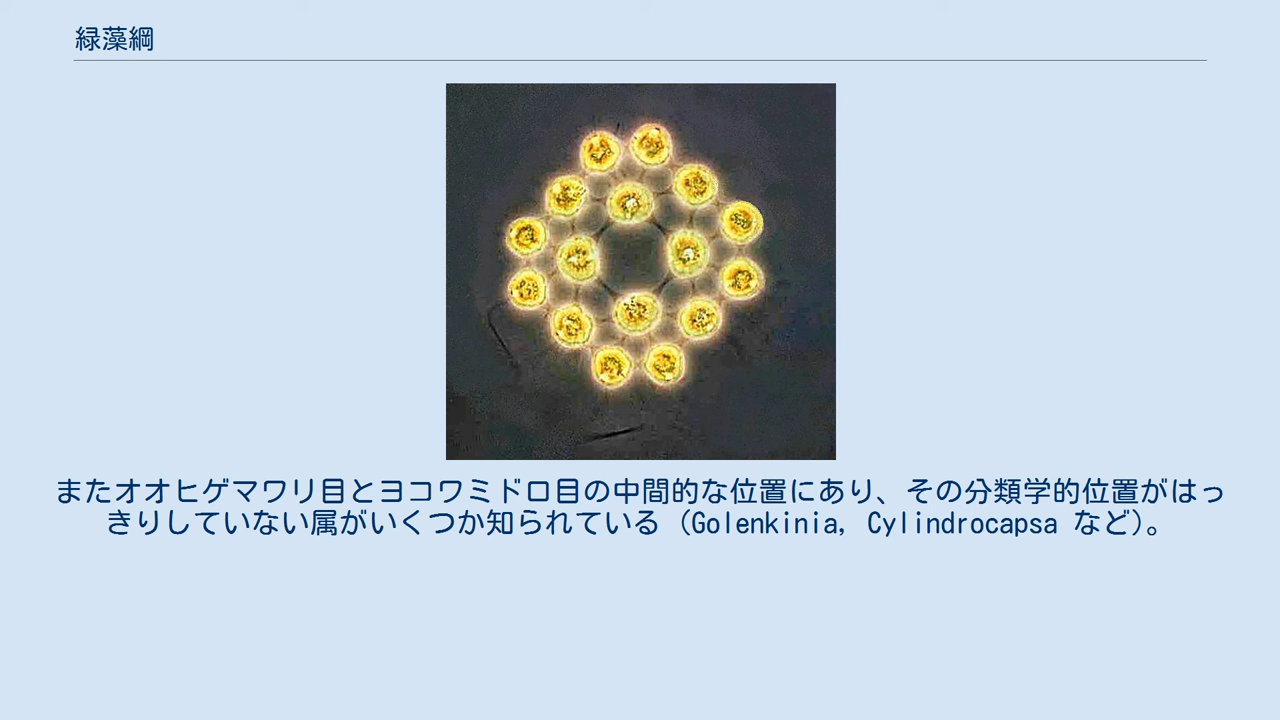 緑藻綱
またオオヒゲマワリ目とヨコワミドロ目の中間的な位置にあり、その分類学的位置がはっ
きりしていない属がいくつか知られている (Golenkinia, Cylindrocapsa など)。